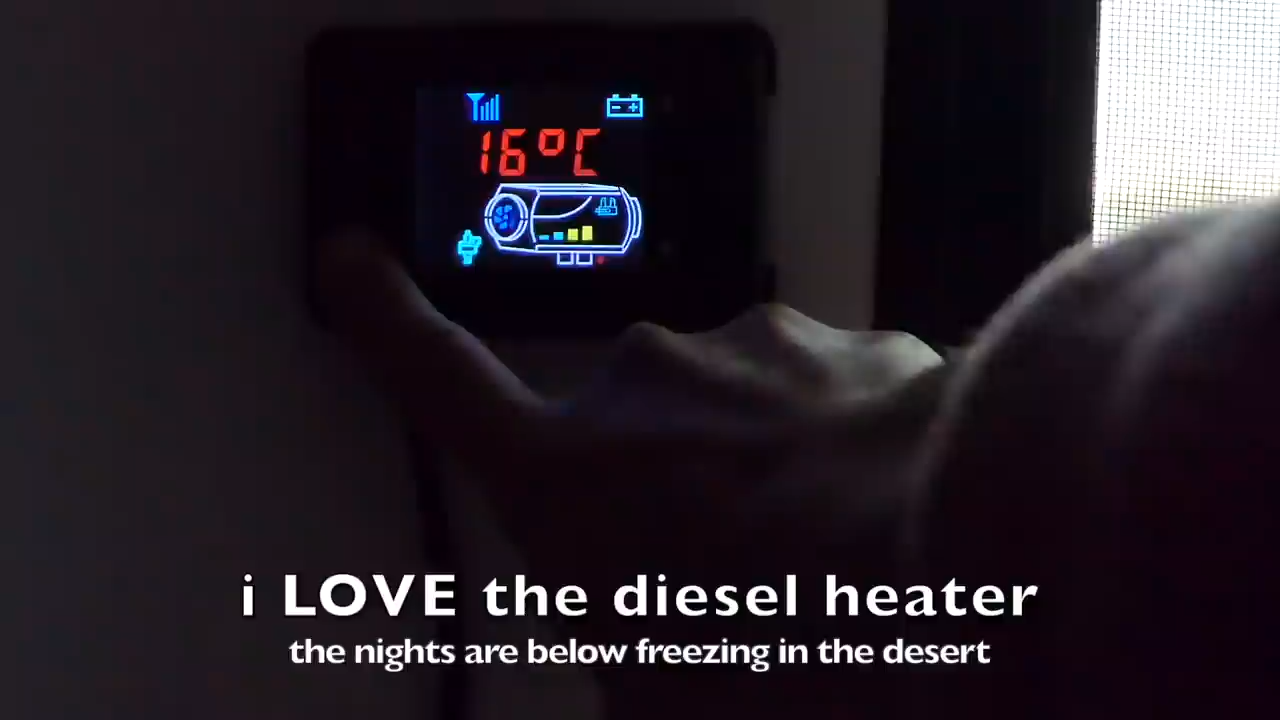 16°C
i LOVE the diesel heater
the nights are below freezing in the desert